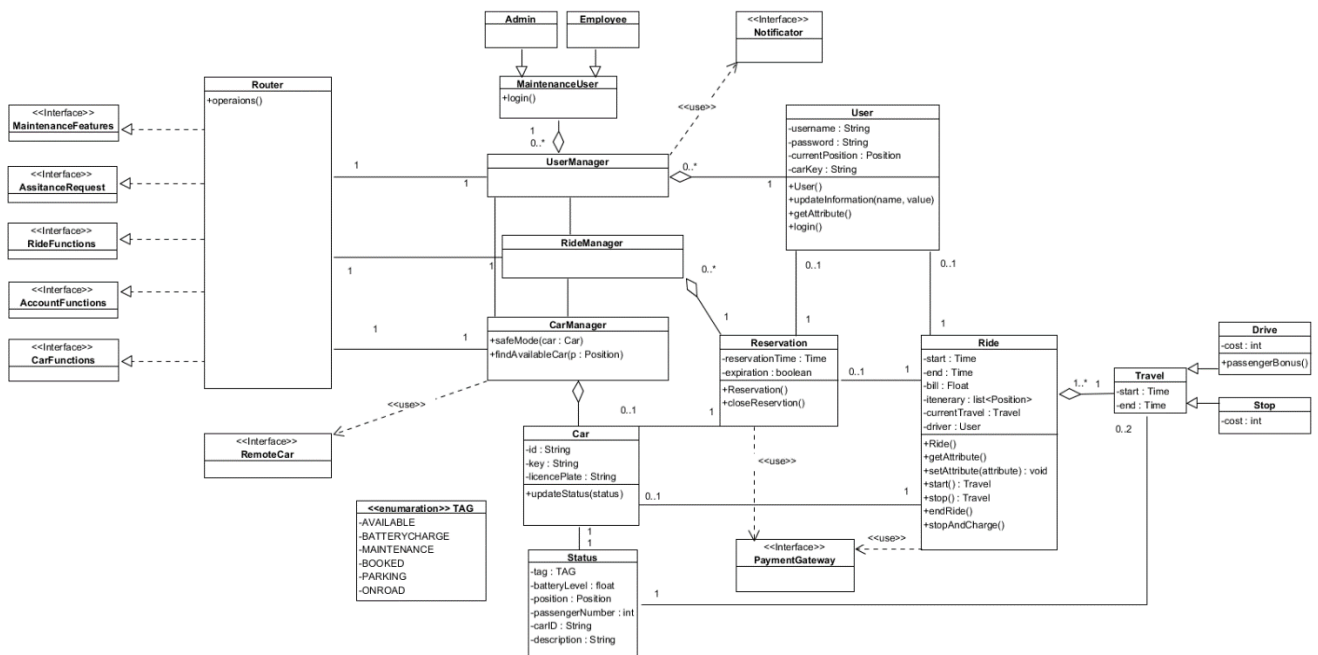 Admin
Employee
<<Interface>>
Notificator
MaintenanceUser
+login()
Router
+operaions()
<<Interface>>
MaintenanceFeatures
<<Interface>>
AssitanceRequest
<<Interface>>
RideFunctions
<<Interface>>
AccountFunctions
<<Interface>>
CarFunctions
<<use>>
1
0..*
UserManager
1
1
0..*
1
User
-username : String
-password : String
-currentPosition : Position
-carKey : String
+User()
+updateInformation(name, value)
+getAttribute()
+login()
RideManager
1
1
0..*
0..1
0..1
CarManager
+safeMode(car : Car)
+findAvailableCar(p : Position)
1
1
1
1
1
Reservation
-reservationTime : Time
-expiration : boolean
+Reservation()
+closeReservtion()
0..1
1
Ride
-start : Time
-end : Time
-bill : Float
-itenerary : list<Position>
-currentTravel : Travel
-driver : User
+Ride()
+getAttribute()
+setAttribute(attribute) : void
+start() : Travel
+stop() : Travel
+endRide()
+stopAndCharge()
1..*
1
Travel
-start : Time
-end : Time
0..2
Drive
-cost : int
+passengerBonus()
Stop
-cost : int
<<use>>
<<Interface>>
RemoteCar
0..1
1
Car
-id : String
-key : String
-licencePlate : String
+updateStatus(status)
0..1
1
<<use>>
<<enumaration>> TAG
-AVAILABLE
-BATTERYCHARGE
-MAINTENANCE
-BOOKED
-PARKING
-ONROAD
1
1
Status
-tag : TAG
-batteryLevel : float
-position : Position
-passengerNumber : int
-carID : String
-description : String
1
<<use>>
<<Interface>>
PaymentGateway